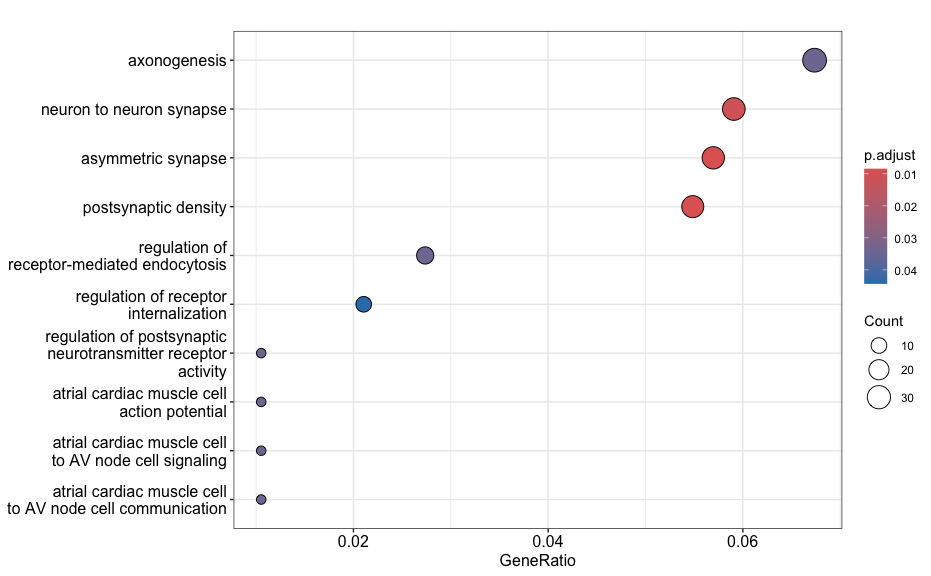 axonogenesis
neuron to neuron synapse
asymmetric synapse
postsynaptic density
regulation of
receptor-mediated endocytosis
regulation of receptor
internalization
regulation of postsynaptic
neurotransmitter receptor
activity
atrial cardiac muscle cell
action potential
atrial cardiac muscle cell
to AV node cell signaling
atrial cardiac muscle cell
to AV node cell communication
0.02
0.04
0.06
GeneRatio
p.adjust
0.01
0.02
0.03
0.04
Count
10
20
30